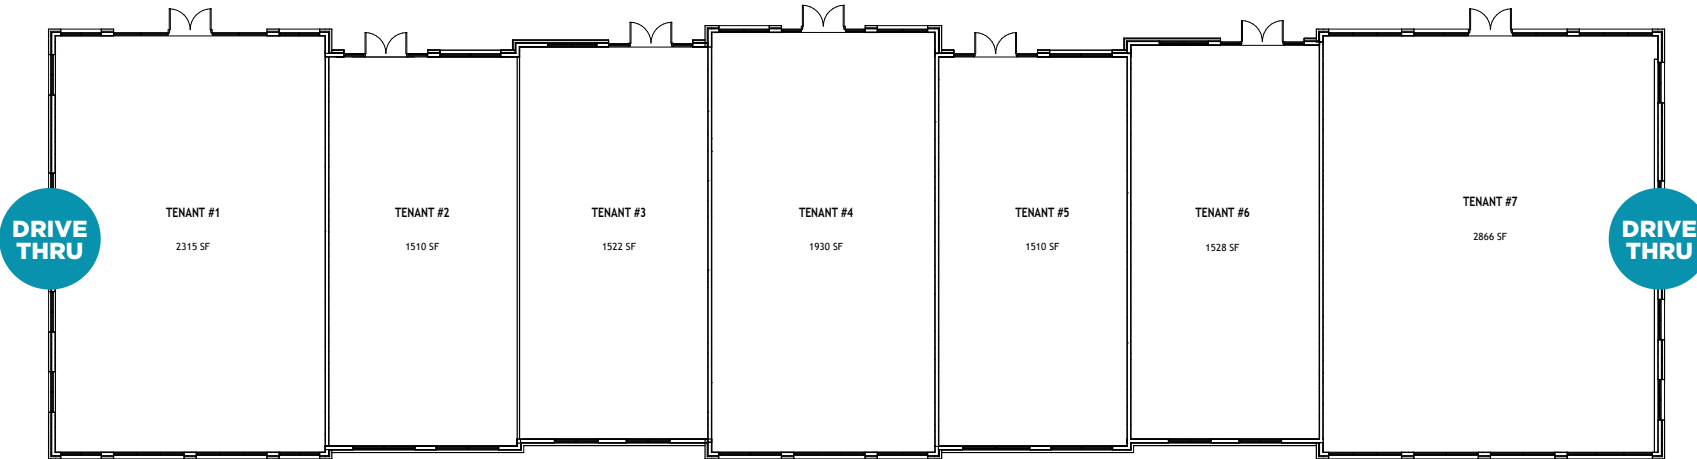 DRIVE
THRU
TENANT #1
2315 SF
TENANT #2
1510 SF
TENANT #3
1522 SF
TENANT #4
1930 SF
TENANT #5
1510 SF
TENANT #6
1528 SF
TENANT #7
2866 SF
DRIVE
THRU